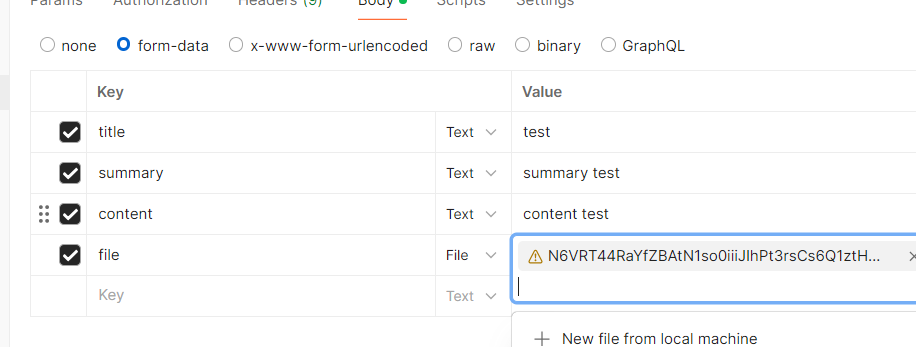 Params Authorization Headers (9) Body Scripts Settings
none form-data x-www-form-urlencoded raw binary GraphQL
Key Value
title Text test
summary Text summary test
content Text content test
file File N6VRT44RaYfZBAtN1so0iiiJlhPt3rsCs6Q1ztH...
Key Text
New file from local machine